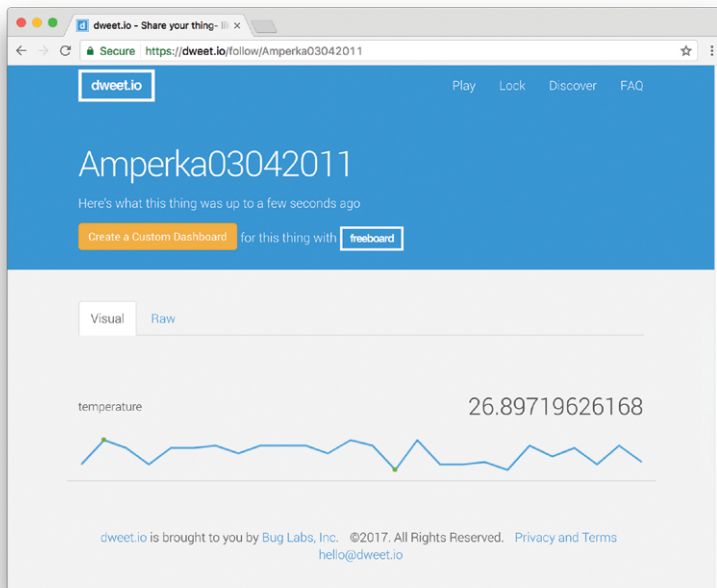 dweet.io - Share your thing- li
Secure https://dweet.io/follow/Amperka03042011
dweet.io Play Lock Discover FAQ
Amperka03042011
Here's what this thing was up to a few seconds ago
Create a Custom Dashboard for this thing with freeboard
Visual Raw
temperature 26.89719626168
dweet.io is brought to you by Bug Labs, Inc. ©2017. All Rights Reserved. Privacy and Terms
hello@dweet.io